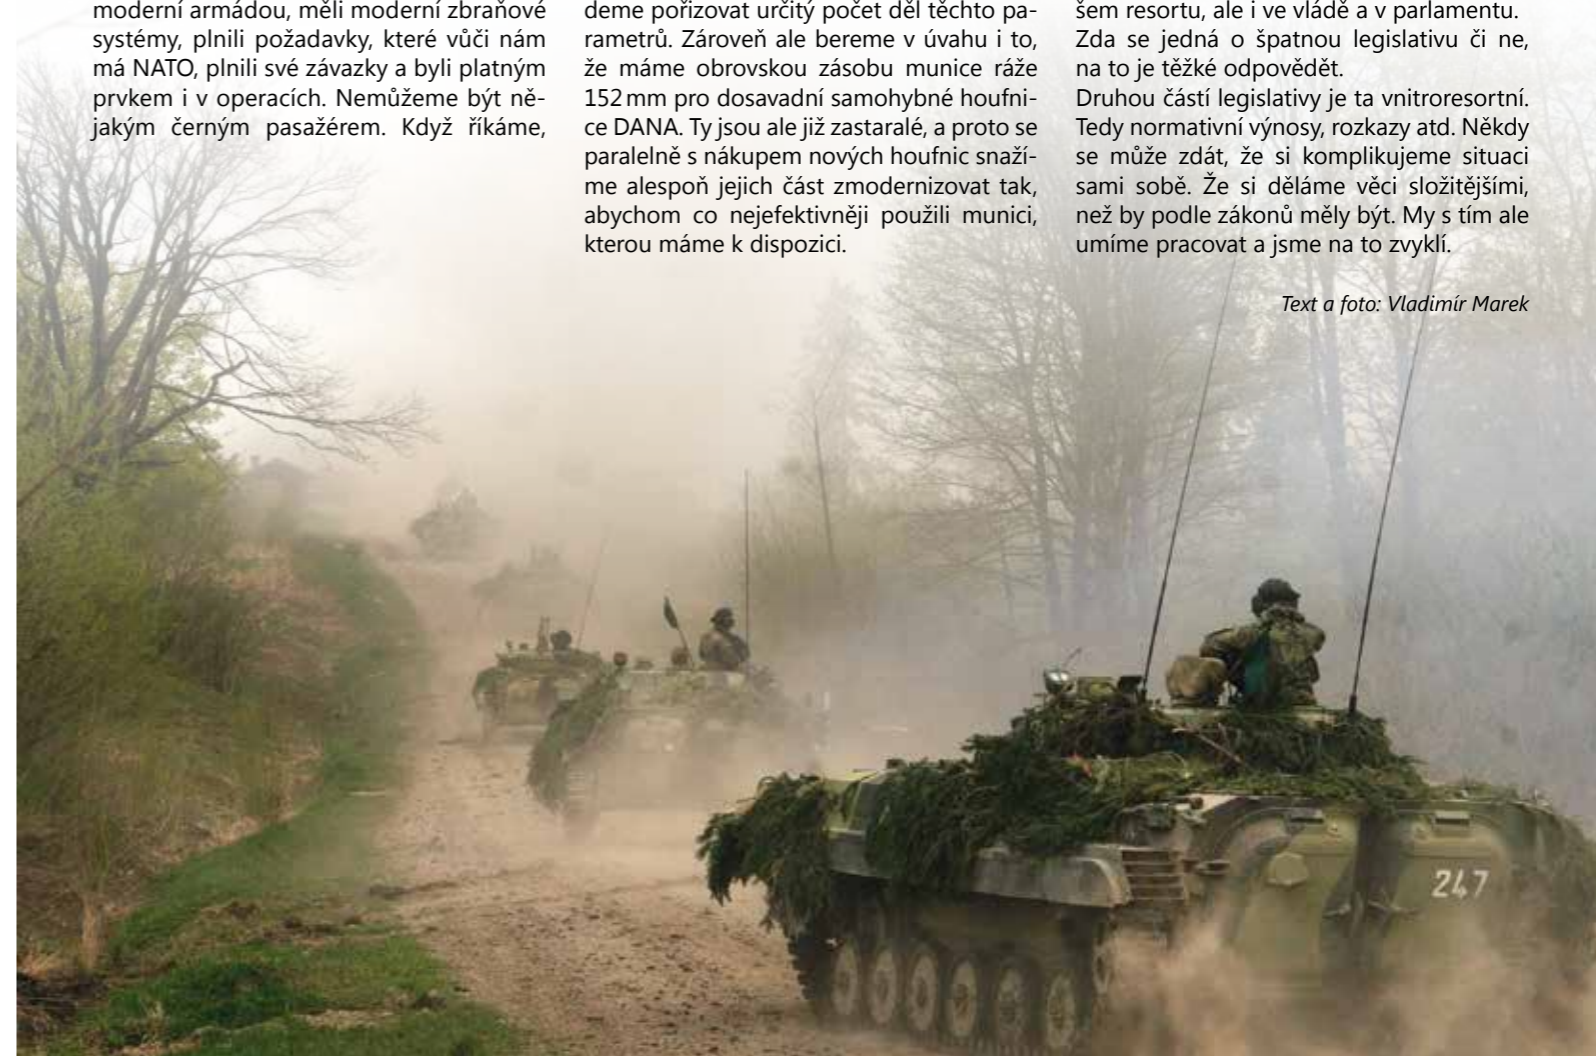 moderní armádou, měli moderní zbraňové
systémy, plnili požadavky, které vůči nám
má NATO, plnili své závazky a byli platným
prvkem i v operacích. Nemůžeme být ně-
jakým černým pasažérem. Když říkáme,
deme pořizovat určitý počet děl těchto pa-
rametrů. Zároveň ale bereme v úvahu i to,
že máme obrovskou zásobu munice ráže
152 mm pro dosavadní samohybné houfni-
ce DANA. Ty jsou ale již zastaralé, a proto se
paralelně s nákupem nových houfnic snaží-
me alespoň jejich část zmodernizovat tak,
abychom co nejefektivněji použili munici,
kterou máme k dispozici.
šem resortu, ale i ve vládě a v parlamentu.
Zda se jedná o špatnou legislativu či ne,
na to je těžké odpovědět.
Druhou částí legislativy je ta vnitroresortní.
Tedy normativní výnosy, rozkazy atd. Někdy
se může zdát, že si komplikujeme situaci
sami sobě. Že si děláme věci složitějšími,
než by podle zákonů měly být. My s tím ale
umíme pracovat a jsme na to zvyklí.
Text a foto: Vladimír Marek
247